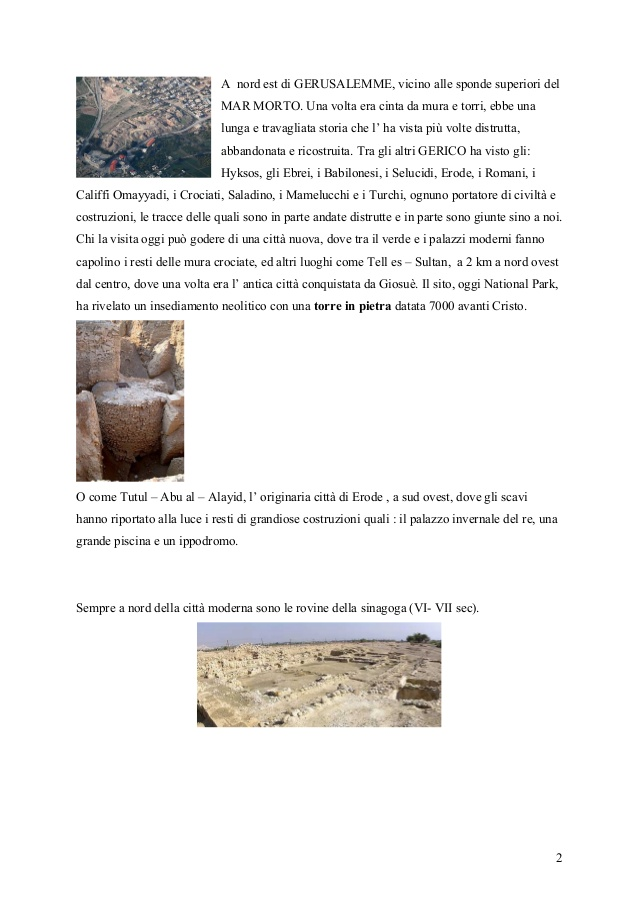 A nord est di GERUSALEMME, vicino alle sponde superiori del
MAR MORTO. Una volta era cinta da mura e torri, ebbe una
lunga e travagliata storia che l’ ha vista più volte distrutta,
abbandonata e ricostruita. Tra gli altri GERICO ha visto gli:
Hyksos, gli Ebrei, i Babilonesi, i Selucidi, Erode, i Romani, i
Califfi Omayyadi, i Crociati, Saladino, i Mamelucchi e i Turchi, ognuno portatore di civiltà e
costruzioni, le tracce delle quali sono in parte andate distrutte e in parte sono giunte sino a noi.
Chi la visita oggi può godere di una città nuova, dove tra il verde e i palazzi moderni fanno
capolino i resti delle mura crociate, ed altri luoghi come Tell es – Sultan, a 2 km a nord ovest
dal centro, dove una volta era l’ antica città conquistata da Giosuè. Il sito, oggi National Park,
ha rivelato un insediamento neolitico con una torre in pietra datata 7000 avanti Cristo.
O come Tutul – Abu al – Alayid, l’ originaria città di Erode , a sud ovest, dove gli scavi
hanno riportato alla luce i resti di grandiose costruzioni quali : il palazzo invernale del re, una
grande piscina e un ippodromo.
Sempre a nord della città moderna sono le rovine della sinagoga (VI- VII sec).
2